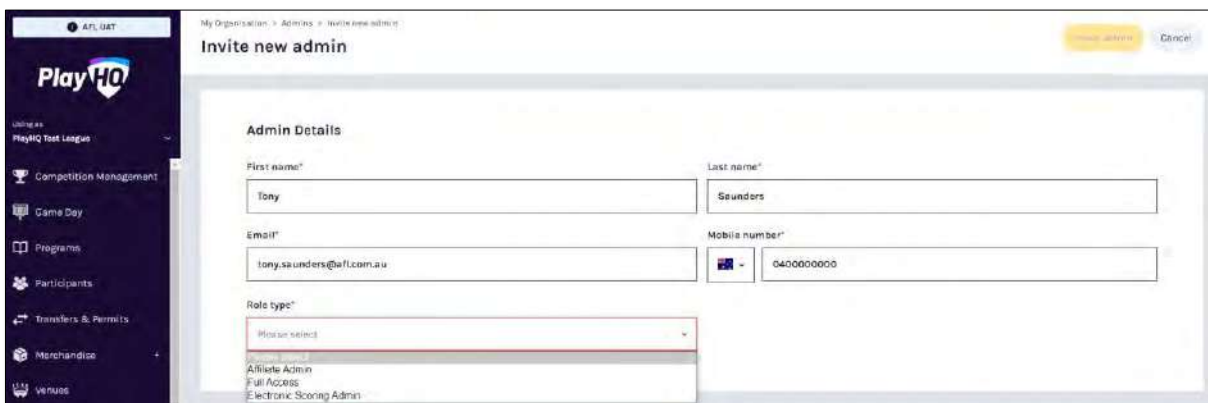 AFL UAT
PlayHQ
Using as
PlayHQ Test League
Competition Management
Game Day
Programs
Participants
Transfers & Permits
Merchandise
Venues
My Organisation > Admins > Invite new admin
Invite new admin
Invite admin
Cancel
Admin Details
First name*
Last name*
Tony
Saunders
Email*
Mobile number*
tony.saunders@afl.com.au
0400000000
Role type*
Please select
Please select
Affiliate Admin
Full Access
Electronic Scoring Admin